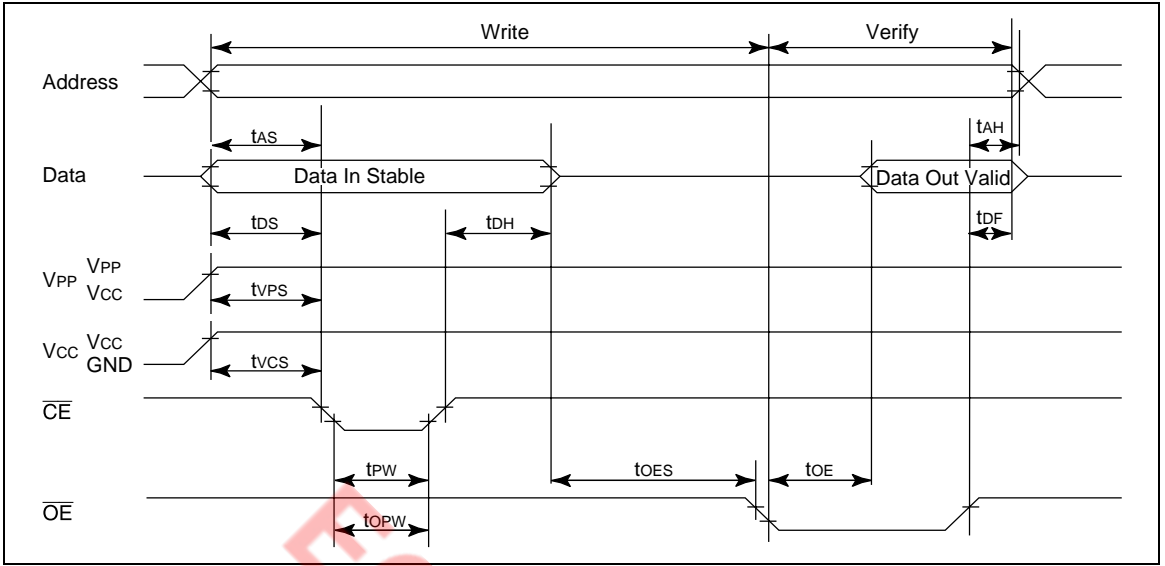 Write Verify
Address
tAH
tAS
Data Data In Stable Data Out Valid
tDS tDH tDF
VPP VPP
VCC
tVPS
VCC VCC
GND
tVCS
CE
tPW tOES tOE
OE
tOPW